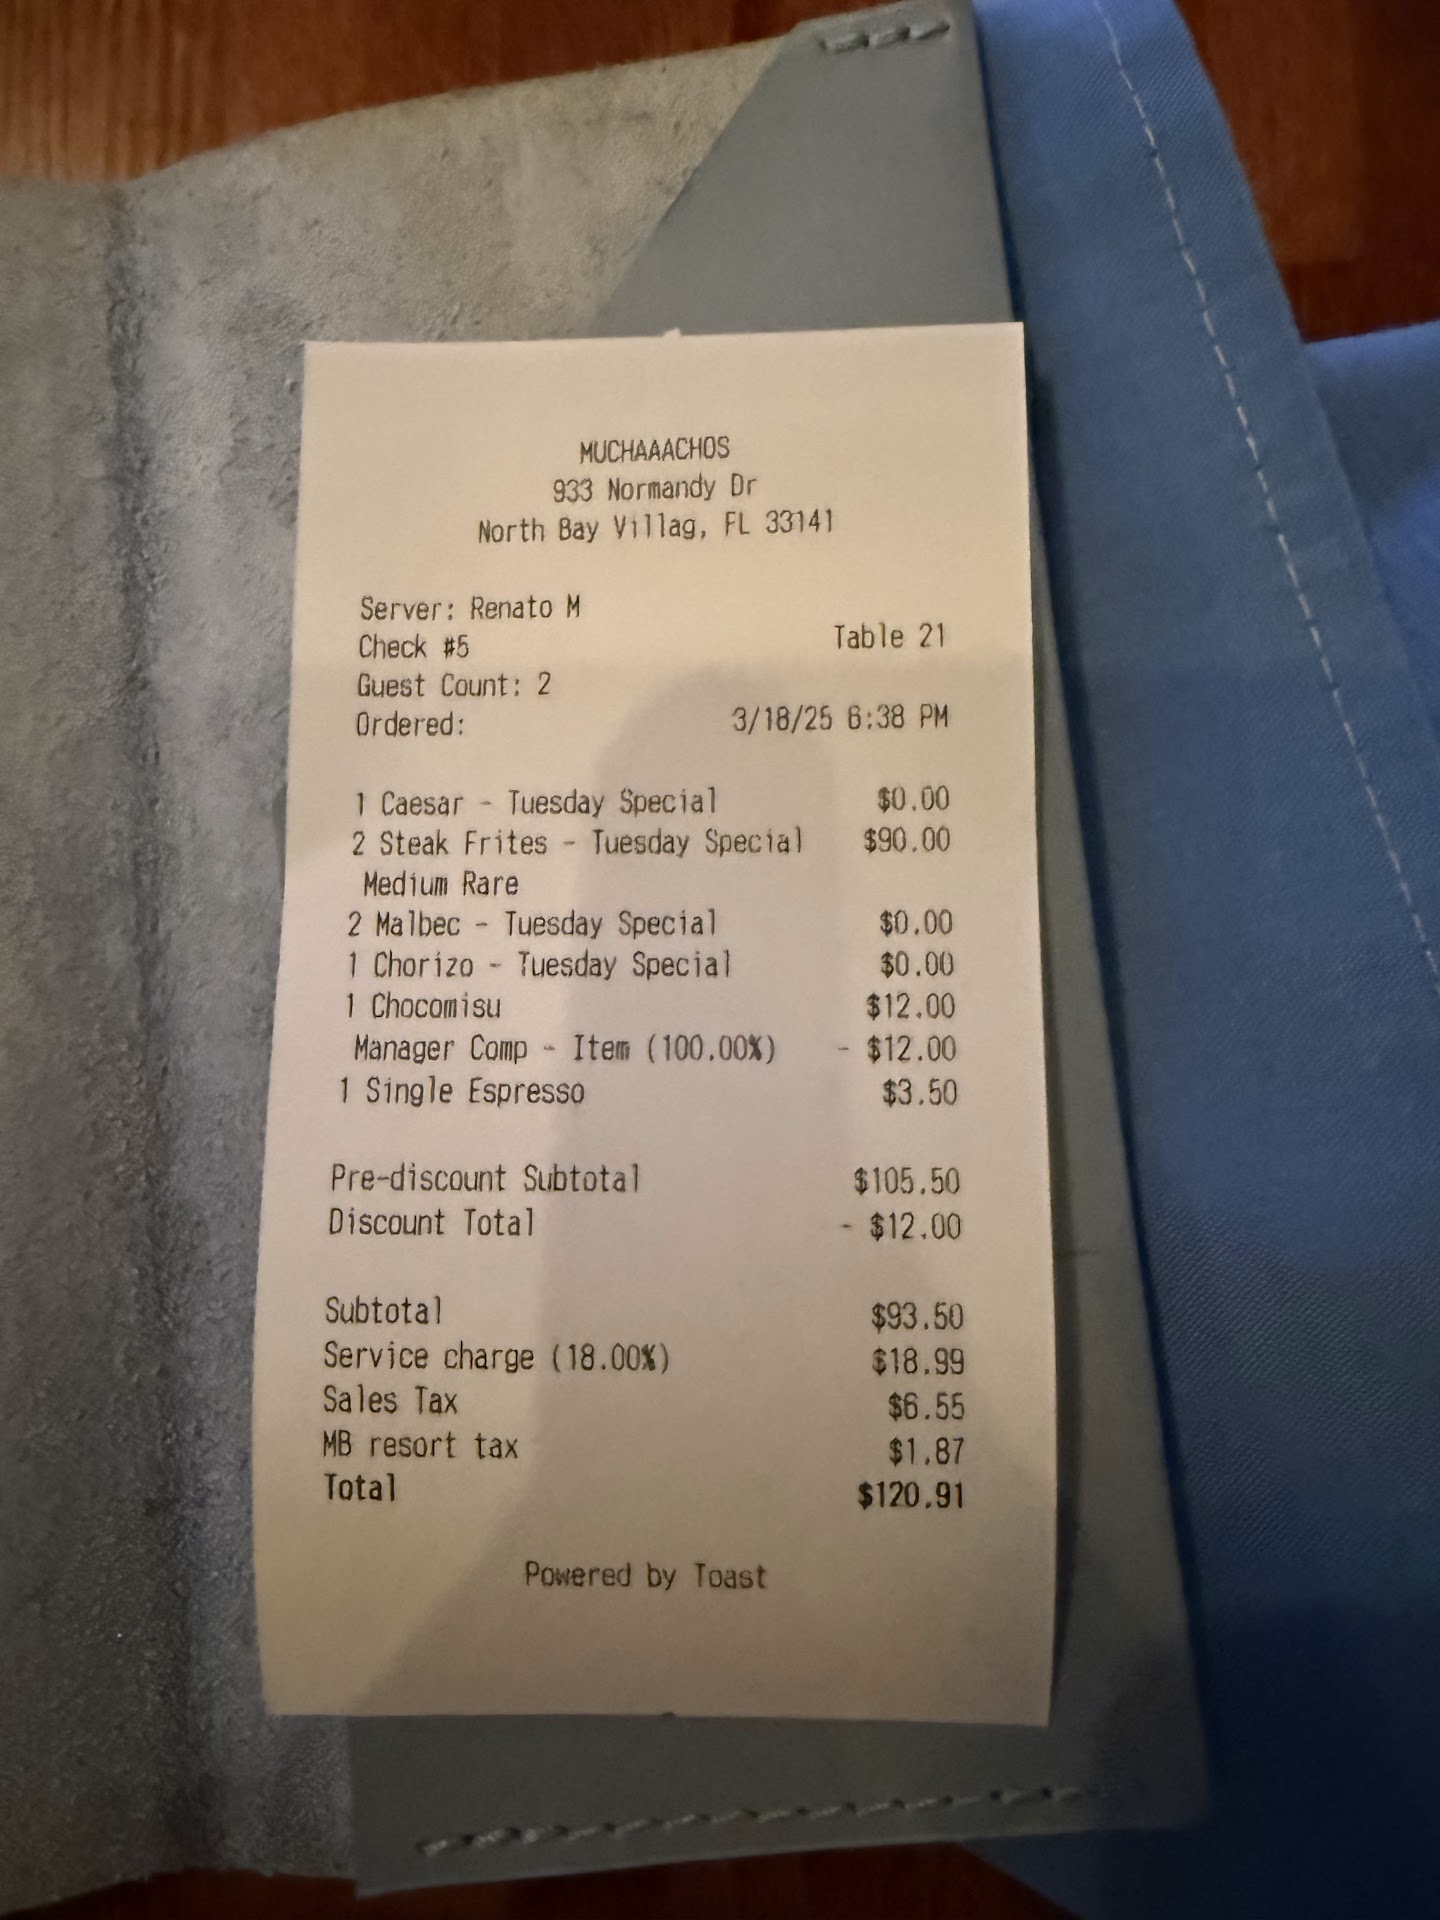 MUCHAAACHOS
933 Normandy Dr
North Bay Villag, FL 33141
Server: Renato M
Check #5 Table 21
Guest Count: 2
Ordered: 3/18/25 6:38 PM
1 Caesar - Tuesday Special $0.00
2 Steak Frites - Tuesday Special $90.00
Medium Rare
2 Malbec - Tuesday Special $0.00
1 Chorizo - Tuesday Special $0.00
1 Chocomisu $12.00
Manager Comp - Item (100.00%) - $12.00
1 Single Espresso $3.50
Pre-discount Subtotal $105.50
Discount Total - $12.00
Subtotal $93.50
Service charge (18.00%) $18.99
Sales Tax $6.55
MB resort tax $1.87
Total $120.91
Powered by Toast